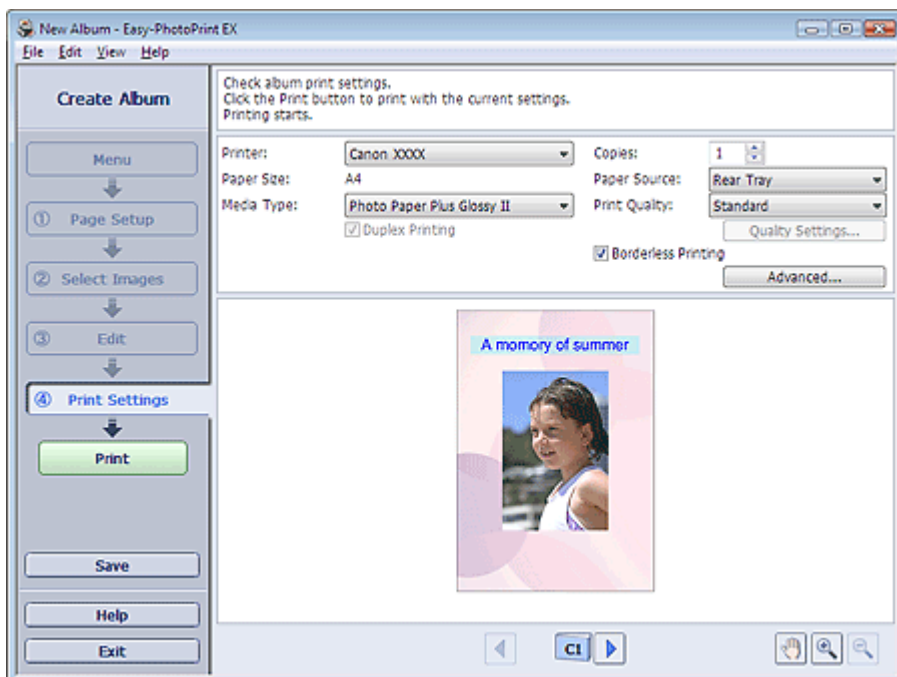 New Album - Easy-PhotoPrint EX
File Edit View Help
Create Album
Menu
① Page Setup
② Select Images
③ Edit
④ Print Settings
Print
Save
Help
Exit
Check album print settings.
Click the Print button to print with the current settings.
Printing starts.
Printer: Canon XXXX Copies: 1
Paper Size: A4 Paper Source: Rear Tray
Media Type: Photo Paper Plus Glossy II Print Quality: Standard
Duplex Printing Quality Settings...
Borderless Printing
Advanced...
A momory of summer
C1